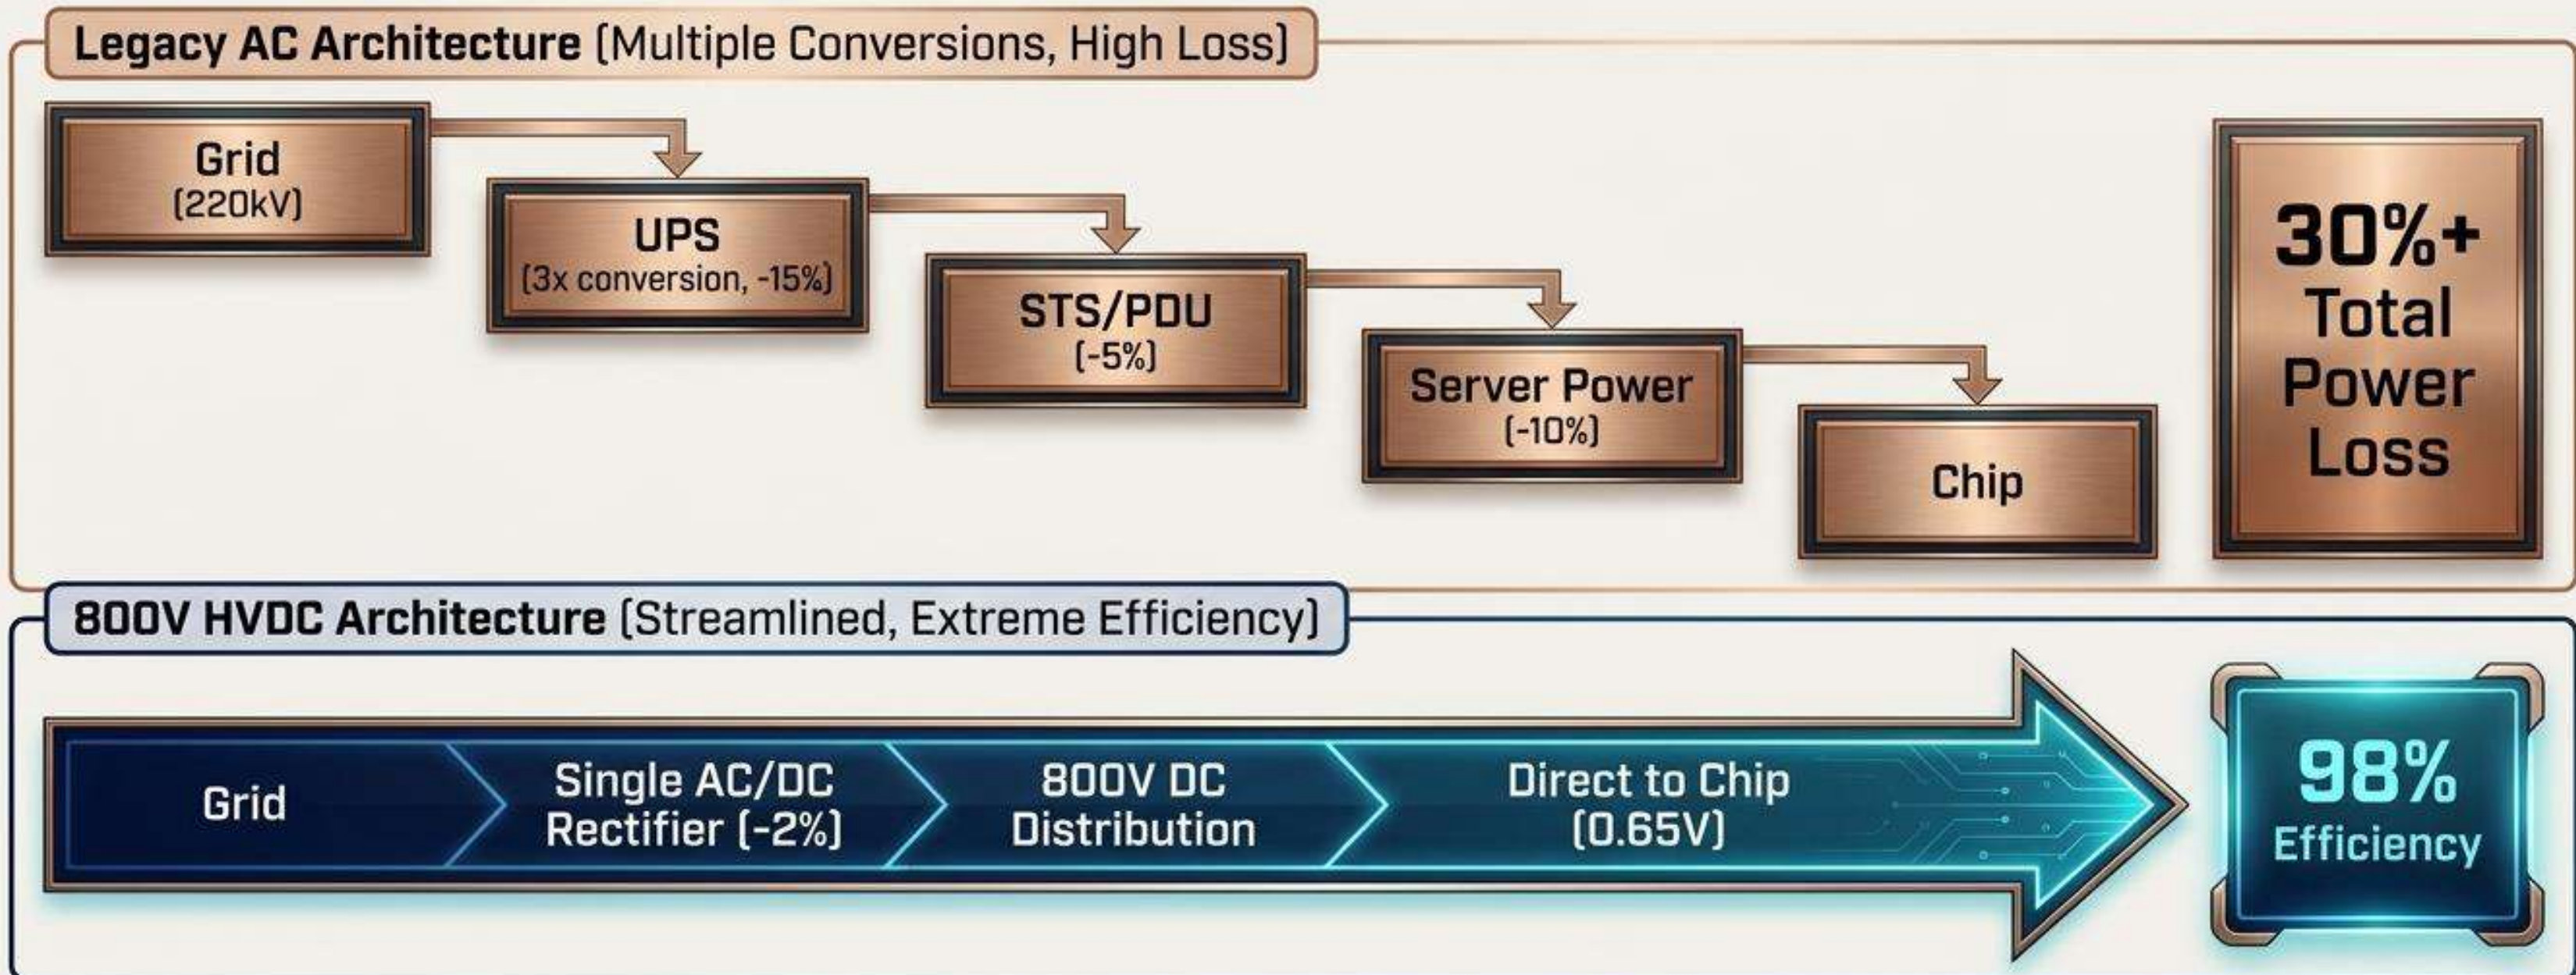 Legacy AC Architecture (Multiple Conversions, High Loss)
Grid
(220kV)
UPS
(3x conversion, -15%)
STS/PDU
(-5%)
Server Power
(-10%)
Chip
30%+
Total
Power
Loss
800V HVDC Architecture (Streamlined, Extreme Efficiency)
Grid
Single AC/DC
Rectifier (-2%)
800V DC
Distribution
Direct to Chip
(0.65V)
98%
Efficiency